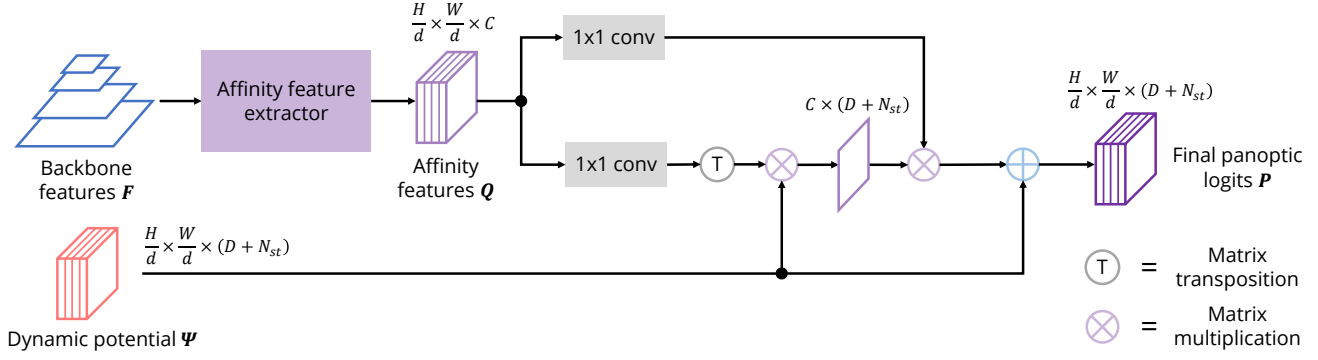 H/d × W/d × C
1x1 conv
Affinity feature
extractor
C × (D + N_st)
H/d × W/d × (D + N_st)
1x1 conv
T
Backbone
features F
Affinity
features Q
Final panoptic
logits P
H/d × W/d × (D + N_st)
T = Matrix
transposition
= Matrix
multiplication
Dynamic potential Ψ